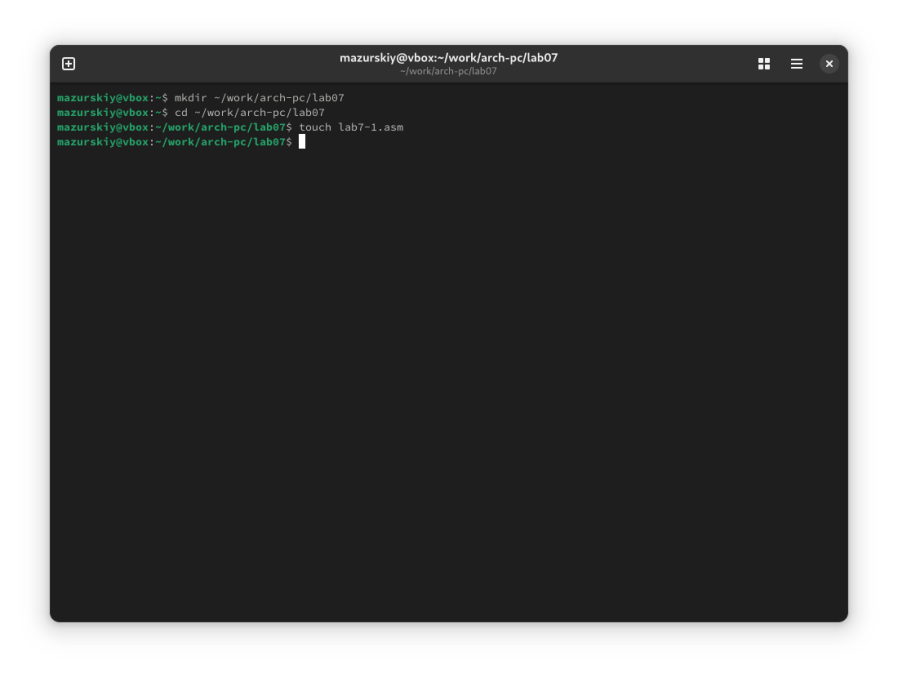 mazurskiy@vbox:~/work/arch-pc/lab07
~/work/arch-pc/lab07
mazurskiy@vbox:~$ mkdir ~/work/arch-pc/lab07
mazurskiy@vbox:~$ cd ~/work/arch-pc/lab07
mazurskiy@vbox:~/work/arch-pc/lab07$ touch lab7-1.asm
mazurskiy@vbox:~/work/arch-pc/lab07$